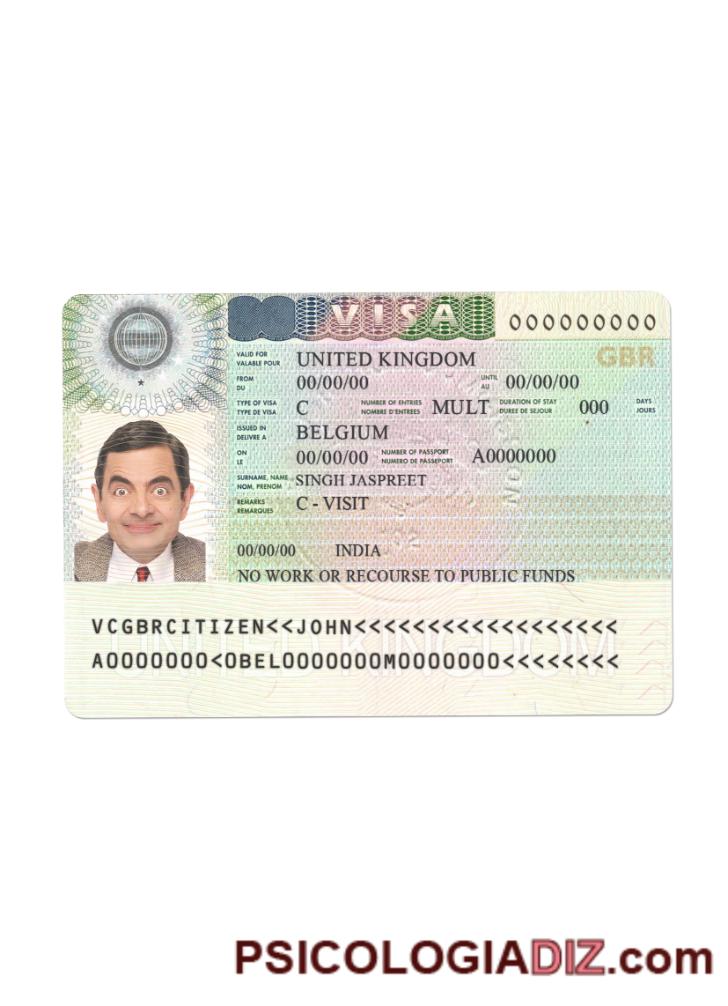 VISA 000000000
VALID FOR
VALABLE POUR UNITED KINGDOM GBR
FROM
DU 00/00/00 UNTIL
AU 00/00/00
TYPE OF VISA
TYPE DE VISA C NUMBER OF ENTRIES
NOMBRE D'ENTREES MULT DURATION OF STAY
DUREE DE SEJOUR 000 DAYS
JOURS
ISSUED IN
DELIVRE A BELGIUM
ON
LE 00/00/00 NUMBER OF PASSPORT
NUMERO DE PASSEPORT A0000000
SURNAME, NAME
NOM, PRENOM SINGH JASPREET
REMARKS
REMARQUES C - VISIT
00/00/00 INDIA
NO WORK OR RECOURSE TO PUBLIC FUNDS
UNITED KINGDOM
VCGBRCITIZEN<<JOHN<<<<<<<<<<<<<<<<<<
A0000000<0BEL0000000M0000000<<<<<<<<
PSICOLOGIADIZ.com